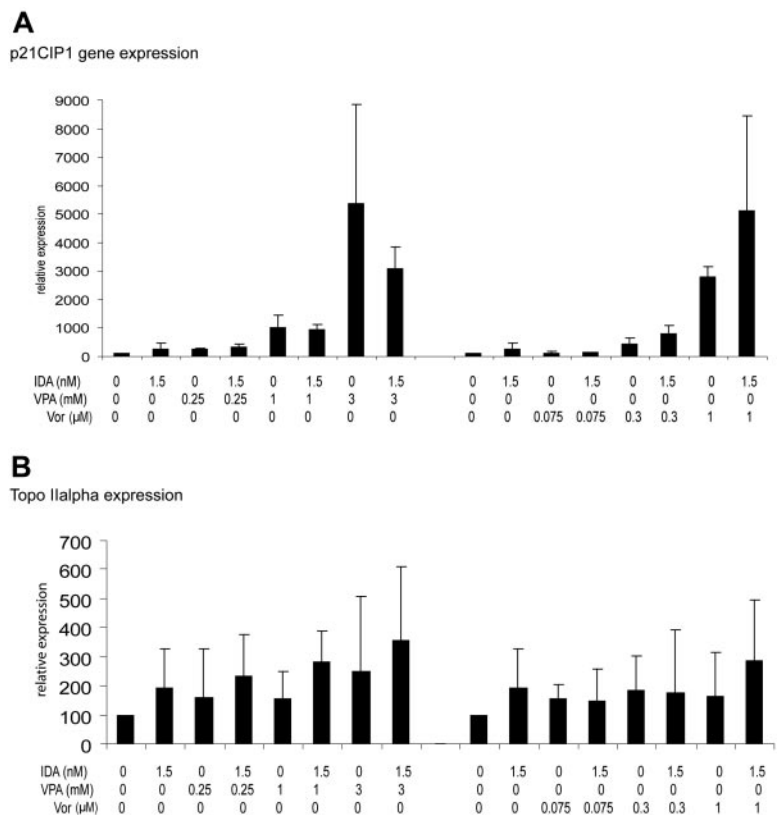 A
p21CIP1 gene expression
9000
8000
7000
6000
5000
4000
3000
2000
1000
0
relative expression
IDA (nM) 0 1.5 0 1.5 0 1.5 0 1.5 0 1.5 0 1.5 0 1.5 0 1.5
VPA (mM) 0 0 0.25 0.25 1 1 3 3 0 0 0 0 0 0 0 0
Vor (µM) 0 0 0 0 0 0 0 0 0 0 0.075 0.075 0.3 0.3 1 1
B
Topo IIalpha expression
700
600
500
400
300
200
100
0
relative expression
IDA (nM) 0 1.5 0 1.5 0 1.5 0 1.5 0 1.5 0 1.5 0 1.5 0 1.5
VPA (mM) 0 0 0.25 0.25 1 1 3 3 0 0 0 0 0 0 0 0
Vor (µM) 0 0 0 0 0 0 0 0 0 0 0.075 0.075 0.3 0.3 1 1